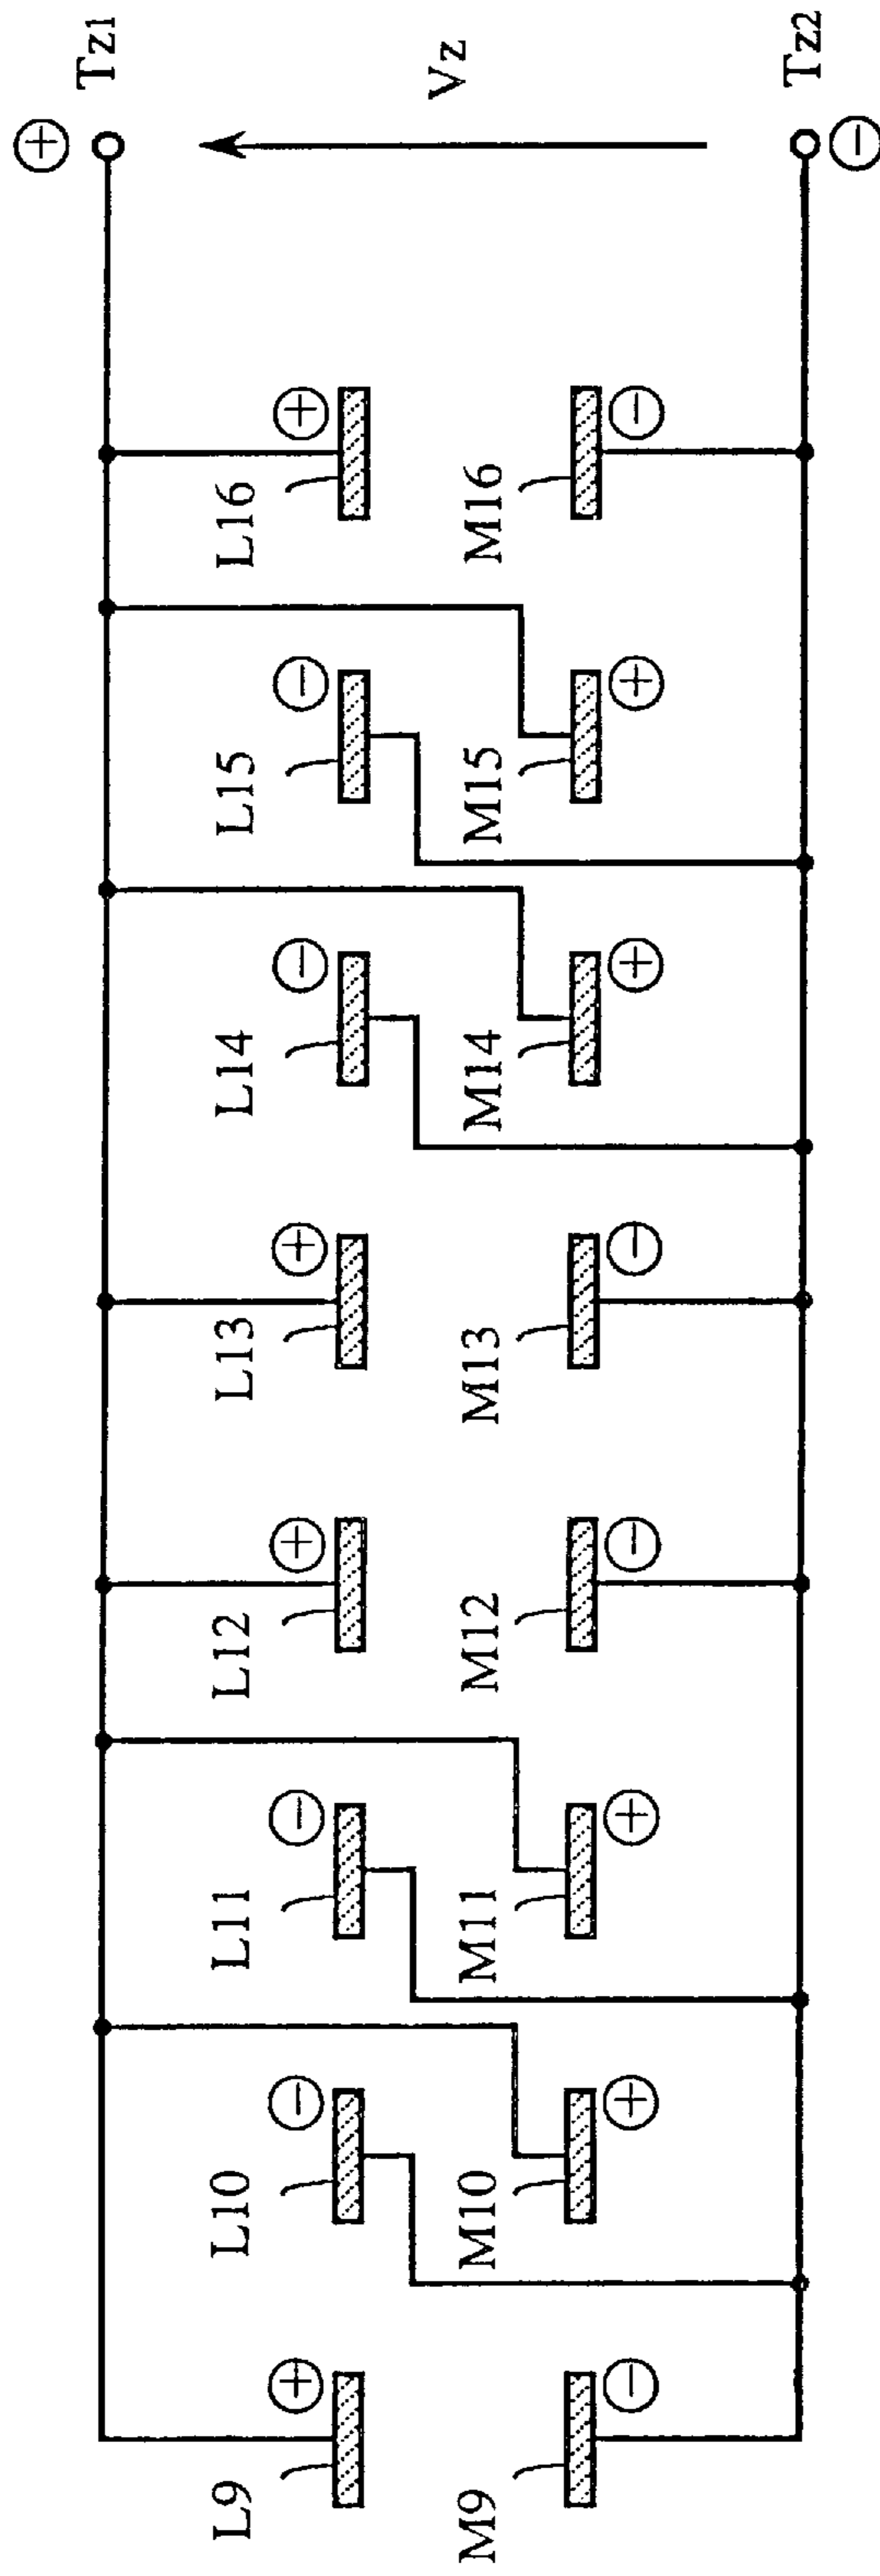 L9 L10 L11 L12 L13 L14 L15 L16 ⊕ Tz1
⊕ ⊖ ⊖ ⊕ ⊕ ⊖ ⊖ ⊕
Vz
M9 M10 M11 M12 M13 M14 M15 M16
⊖ ⊕ ⊕ ⊖ ⊖ ⊕ ⊕ ⊖
⊖ Tz2